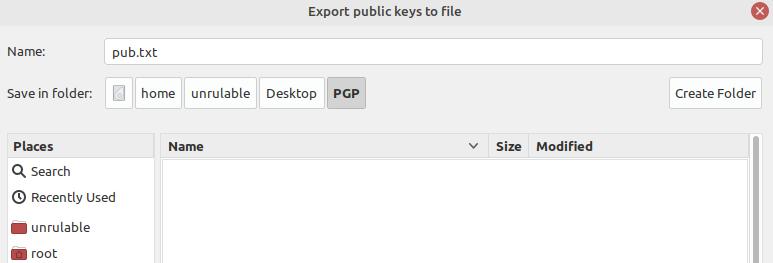 Export public keys to file
Name: pub.txt
Save in folder: home unrulable Desktop PGP Create Folder
Places Name Size Modified
Search
Recently Used
unrulable
root